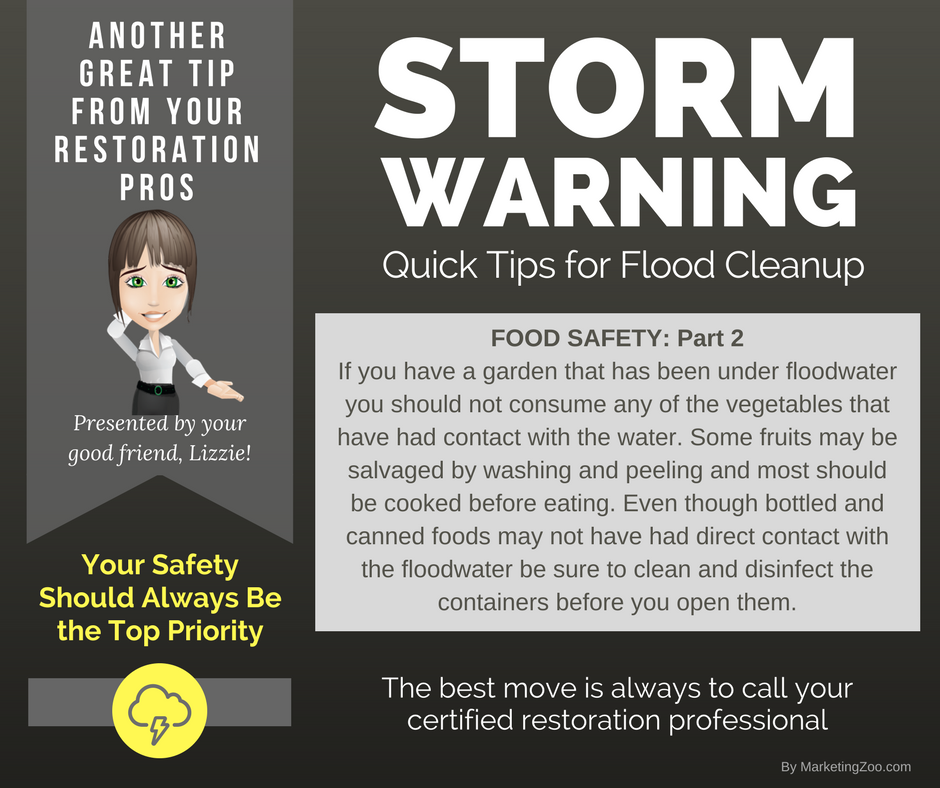 ANOTHER
GREAT TIP
FROM YOUR
RESTORATION
PROS
Presented by your
good friend, Lizzie!
Your Safety
Should Always Be
the Top Priority
STORM
WARNING
Quick Tips for Flood Cleanup
FOOD SAFETY: Part 2
If you have a garden that has been under floodwater
you should not consume any of the vegetables that
have had contact with the water. Some fruits may be
salvaged by washing and peeling and most should
be cooked before eating. Even though bottled and
canned foods may not have had direct contact with
the floodwater be sure to clean and disinfect the
containers before you open them.
The best move is always to call your
certified restoration professional
By MarketingZoo.com